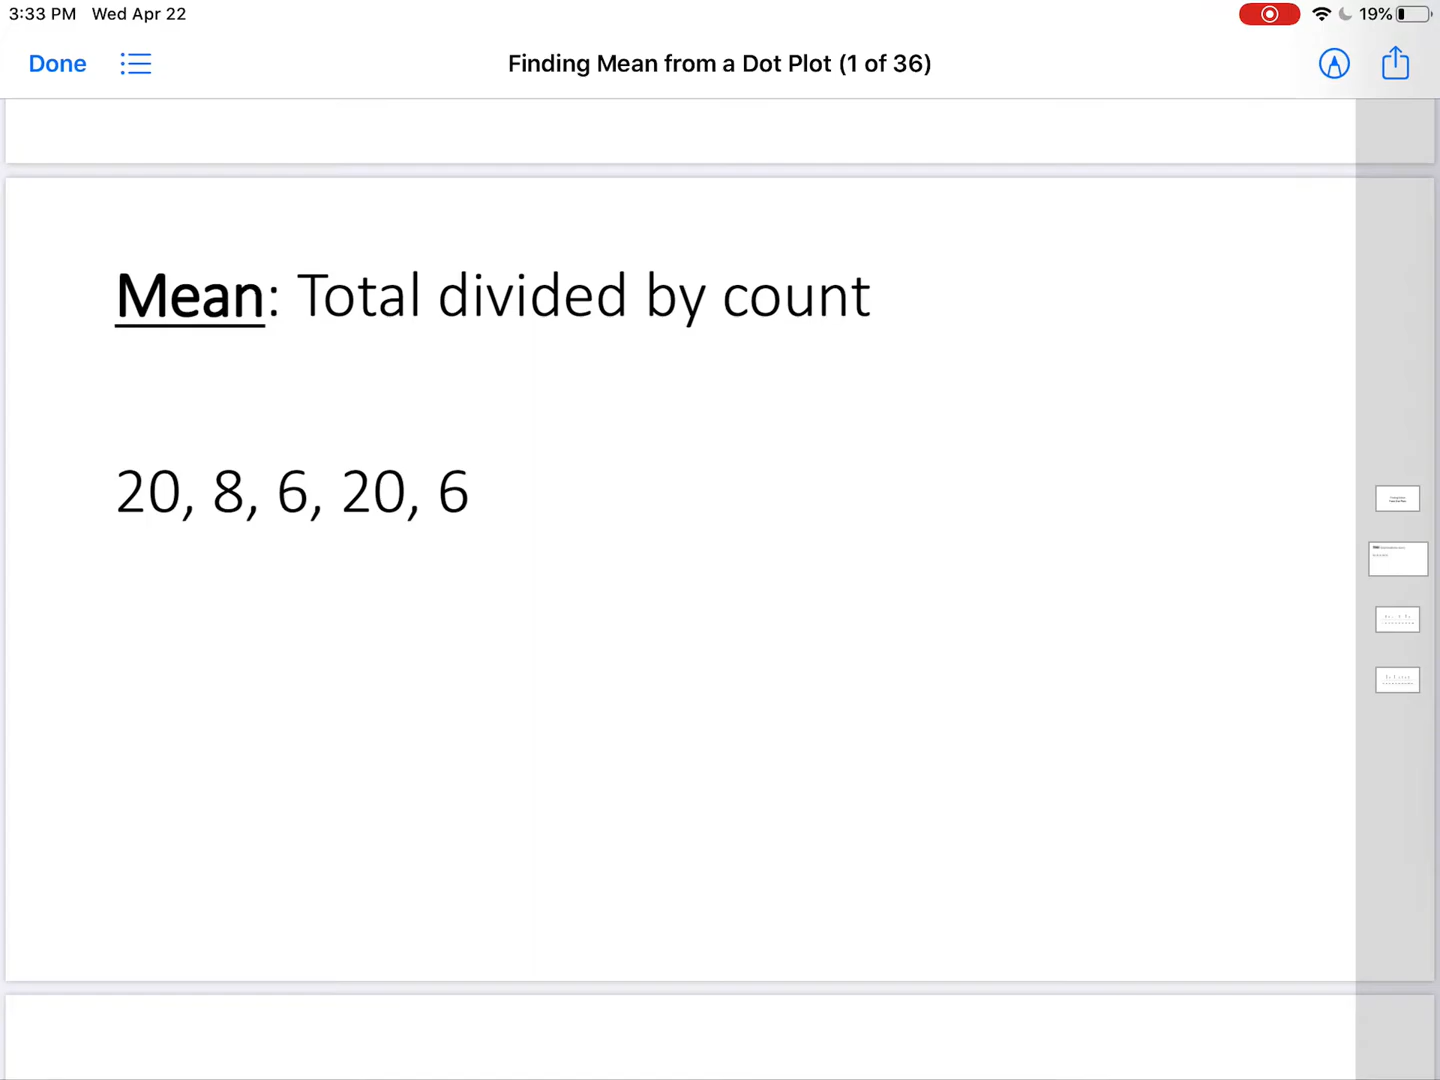 3:33 PM Wed Apr 22 19%
Done Finding Mean from a Dot Plot (1 of 36)
Mean: Total divided by count
20, 8, 6, 20, 6